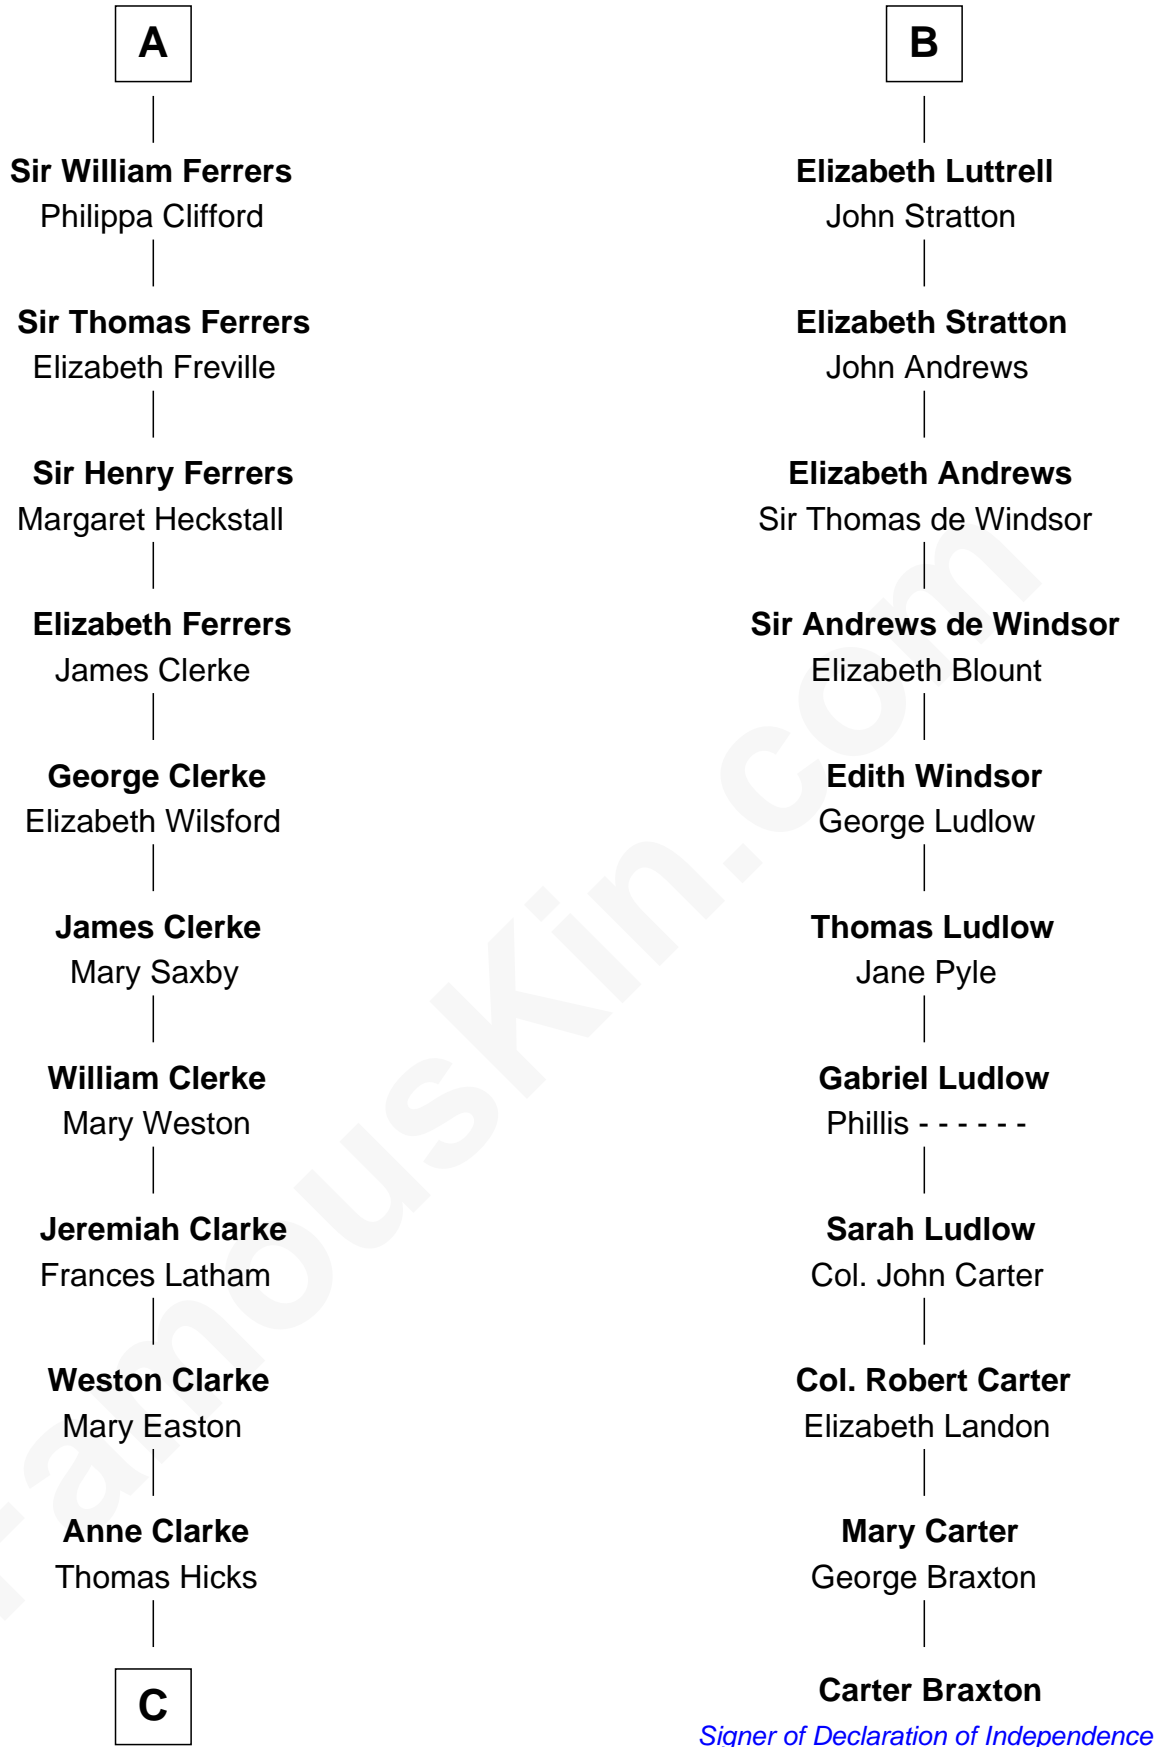 A
Sir William Ferrers
Philippa Clifford
Sir Thomas Ferrers
Elizabeth Freville
Sir Henry Ferrers
Margaret Heckstall
Elizabeth Ferrers
James Clerke
George Clerke
Elizabeth Wilsford
James Clerke
Mary Saxby
William Clerke
Mary Weston
Jeremiah Clarke
Frances Latham
Weston Clarke
Mary Easton
Anne Clarke
Thomas Hicks
C
B
Elizabeth Luttrell
John Stratton
Elizabeth Stratton
John Andrews
Elizabeth Andrews
Sir Thomas de Windsor
Sir Andrews de Windsor
Elizabeth Blount
Edith Windsor
George Ludlow
Thomas Ludlow
Jane Pyle
Gabriel Ludlow
Phillis - - - - - -
Sarah Ludlow
Col. John Carter
Col. Robert Carter
Elizabeth Landon
Mary Carter
George Braxton
Carter Braxton
Signer of Declaration of Independence
FamousKin.com